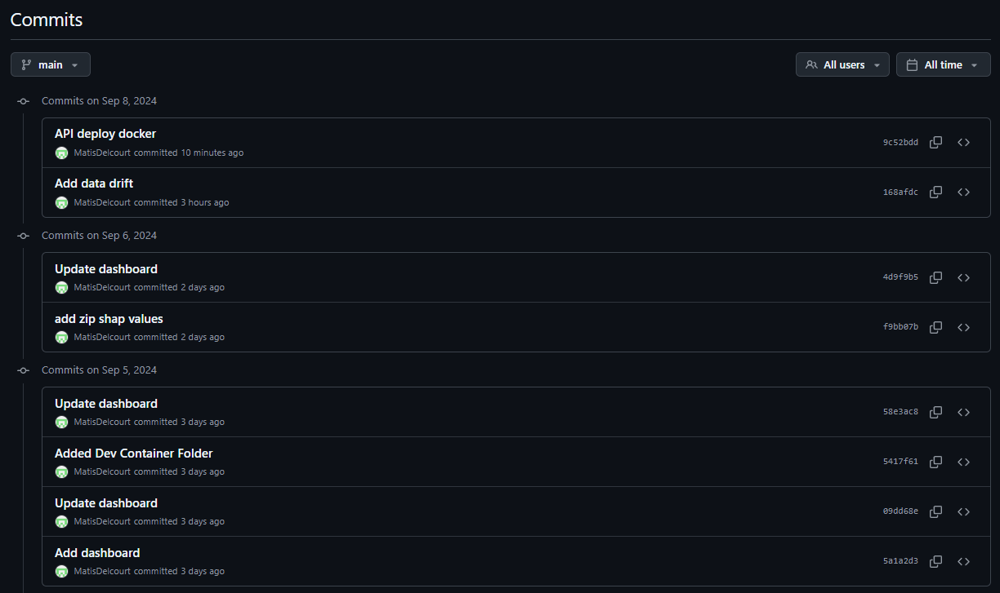 Commits
main
All users
All time
Commits on Sep 8, 2024
API deploy docker
MatisDelcourt committed 10 minutes ago
9c52bdd
Add data drift
MatisDelcourt committed 3 hours ago
168afdc
Commits on Sep 6, 2024
Update dashboard
MatisDelcourt committed 2 days ago
4d9f9b5
add zip shap values
MatisDelcourt committed 2 days ago
f9bb07b
Commits on Sep 5, 2024
Update dashboard
MatisDelcourt committed 3 days ago
58e3ac8
Added Dev Container Folder
MatisDelcourt committed 3 days ago
5417f61
Update dashboard
MatisDelcourt committed 3 days ago
09dd68e
Add dashboard
MatisDelcourt committed 3 days ago
5a1a2d3